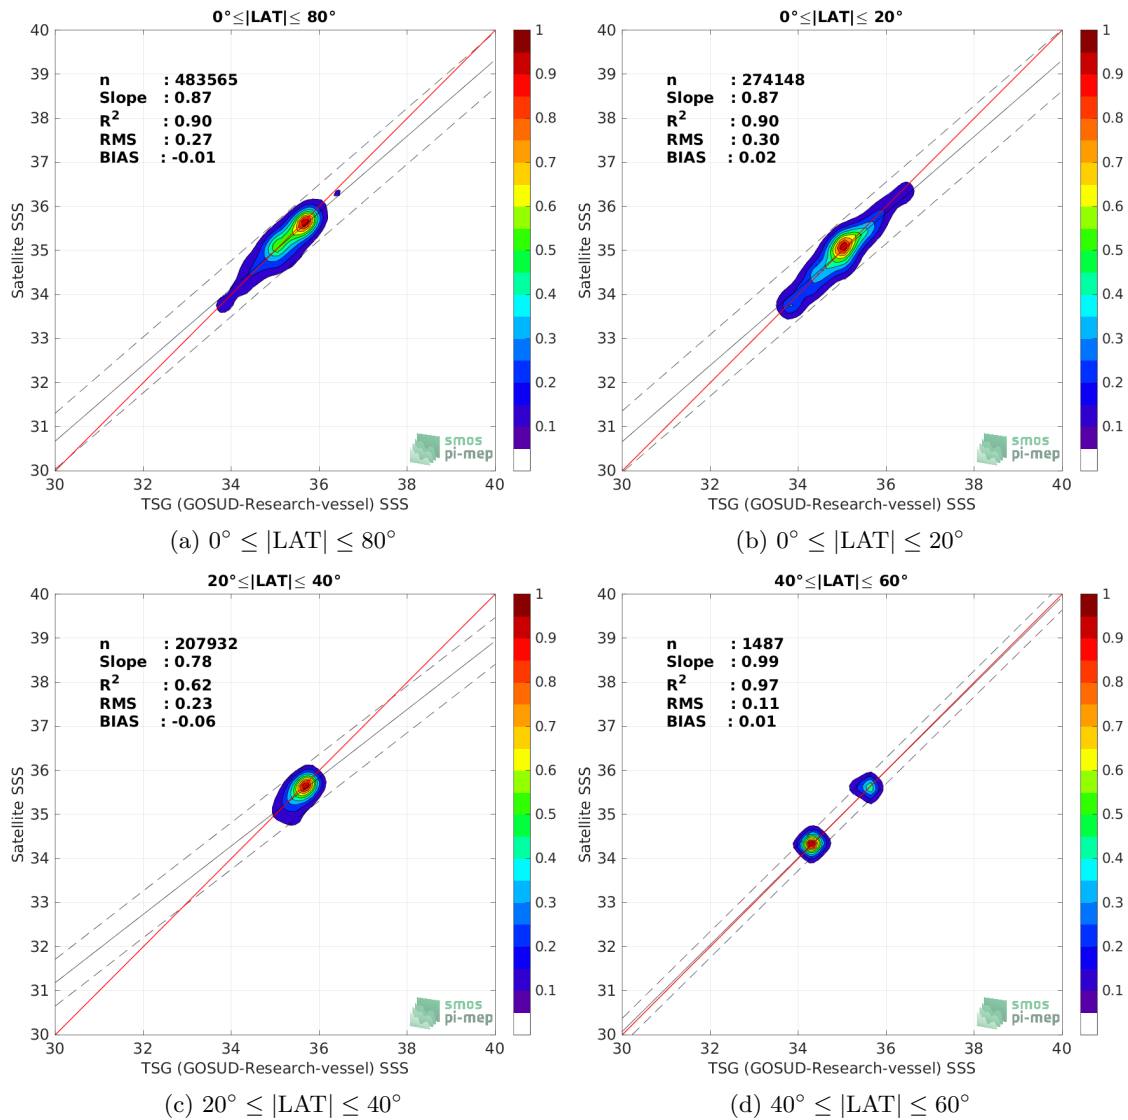 0°≤|LAT|≤ 80°
n : 483565
Slope : 0.87
R² : 0.90
RMS : 0.27
BIAS : -0.01
40
39
38
37
36
35
34
33
32
31
30
Satellite SSS
30 32 34 36 38 40
TSG (GOSUD-Research-vessel) SSS
1
0.9
0.8
0.7
0.6
0.5
0.4
0.3
0.2
0.1
smos
pi-mep
(a) 0° ≤ |LAT| ≤ 80°
0°≤|LAT|≤ 20°
n : 274148
Slope : 0.87
R² : 0.90
RMS : 0.30
BIAS : 0.02
40
39
38
37
36
35
34
33
32
31
30
Satellite SSS
30 32 34 36 38 40
TSG (GOSUD-Research-vessel) SSS
1
0.9
0.8
0.7
0.6
0.5
0.4
0.3
0.2
0.1
smos
pi-mep
(b) 0° ≤ |LAT| ≤ 20°
20°≤|LAT|≤ 40°
n : 207932
Slope : 0.78
R² : 0.62
RMS : 0.23
BIAS : -0.06
40
39
38
37
36
35
34
33
32
31
30
Satellite SSS
30 32 34 36 38 40
TSG (GOSUD-Research-vessel) SSS
1
0.9
0.8
0.7
0.6
0.5
0.4
0.3
0.2
0.1
smos
pi-mep
(c) 20° ≤ |LAT| ≤ 40°
40°≤|LAT|≤ 60°
n : 1487
Slope : 0.99
R² : 0.97
RMS : 0.11
BIAS : 0.01
40
39
38
37
36
35
34
33
32
31
30
Satellite SSS
30 32 34 36 38 40
TSG (GOSUD-Research-vessel) SSS
1
0.9
0.8
0.7
0.6
0.5
0.4
0.3
0.2
0.1
smos
pi-mep
(d) 40° ≤ |LAT| ≤ 60°